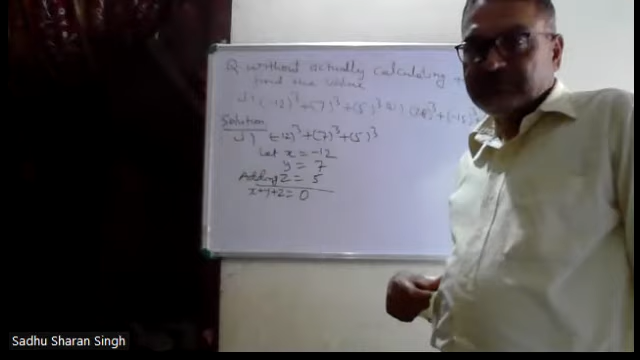 Q. without actually calculating
find the value
(i) (-12)³ + (7)³ + (5)³ (ii) (28)³ + (-15)³
Solution
(i) (-12)³ + (7)³ + (5)³
Let x = -12
y = 7
Adding z = 5
x+y+z = 0
Sadhu Sharan Singh